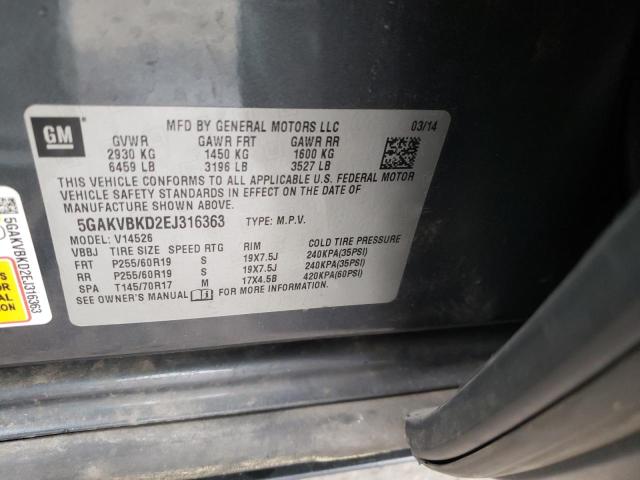 GM
MFD BY GENERAL MOTORS LLC 03/14
GVWR GAWR FRT GAWR RR
2930 KG 1450 KG 1600 KG
6459 LB 3196 LB 3527 LB
THIS VEHICLE CONFORMS TO ALL APPLICABLE U.S. FEDERAL MOTOR
VEHICLE SAFETY STANDARDS IN EFFECT ON THE DATE OF
MANUFACTURE SHOWN ABOVE.
5GAKVBKD2EJ316363 TYPE: M.P.V.
MODEL: V14526
VBBJ TIRE SIZE SPEED RTG RIM COLD TIRE PRESSURE
FRT P255/60R19 S 19X7.5J 240KPA(35PSI)
RR P255/60R19 S 19X7.5J 240KPA(35PSI)
SPA T145/70R17 M 17X4.5B 420KPA(60PSI)
SEE OWNER'S MANUAL FOR MORE INFORMATION
5GAKVBKD2EJ316363